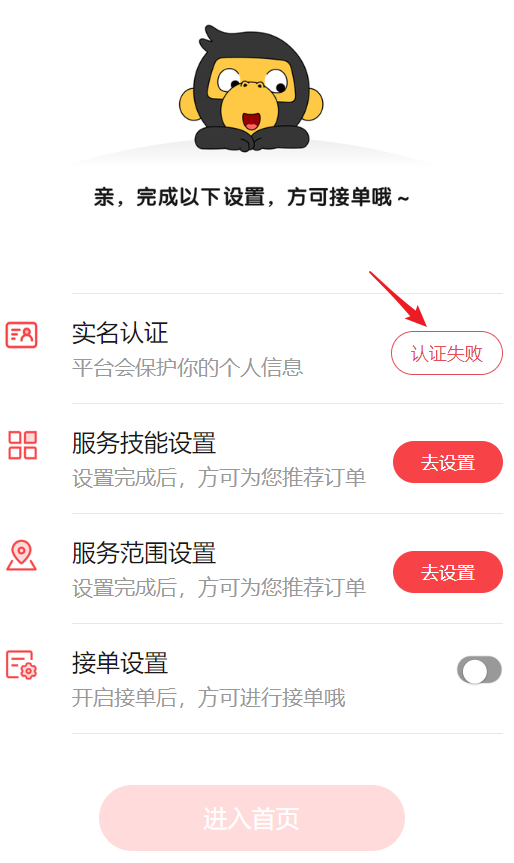 亲，完成以下设置，方可接单哦~
实名认证
平台会保护你的个人信息
认证失败
服务技能设置
设置完成后，方可为您推荐订单
去设置
服务范围设置
设置完成后，方可为您推荐订单
去设置
接单设置
开启接单后，方可进行接单哦
进入首页